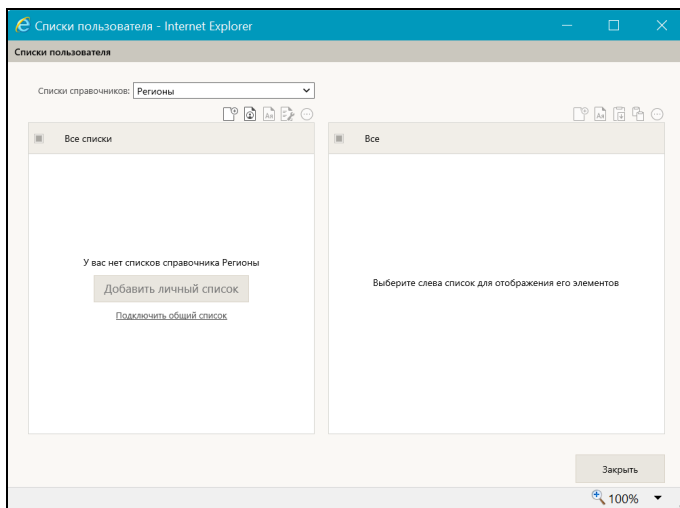 Списки пользователя - Internet Explorer
Списки пользователя
Списки справочников: Регионы
Все списки
Все
У вас нет списков справочника Регионы
Добавить личный список
Подключить общий список
Выберите слева список для отображения его элементов
Закрыть
100%